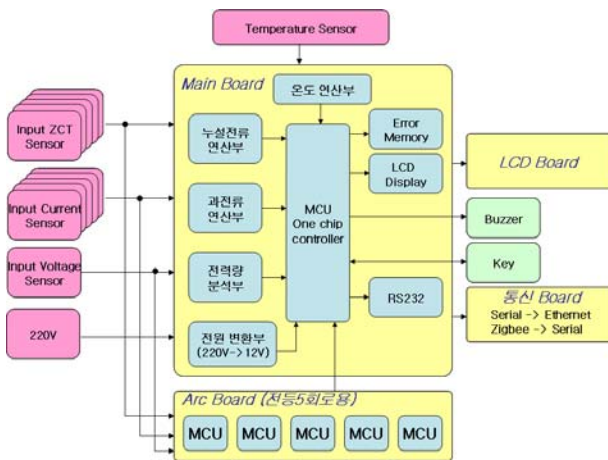 Temperature Sensor
Main Board
온도 연산부
Input ZCT
Sensor
누설전류
연산부
Error
Memory
LCD Board
LCD
Display
Input Current
Sensor
과전류
연산부
MCU
One chip
controller
Buzzer
Input Voltage
Sensor
전력량
분석부
Key
RS232
통신 Board
Serial -> Ethernet
Zigbee -> Serial
220V
전원 변환부
(220V->12V)
Arc Board (전등5회로용)
MCU MCU MCU MCU MCU